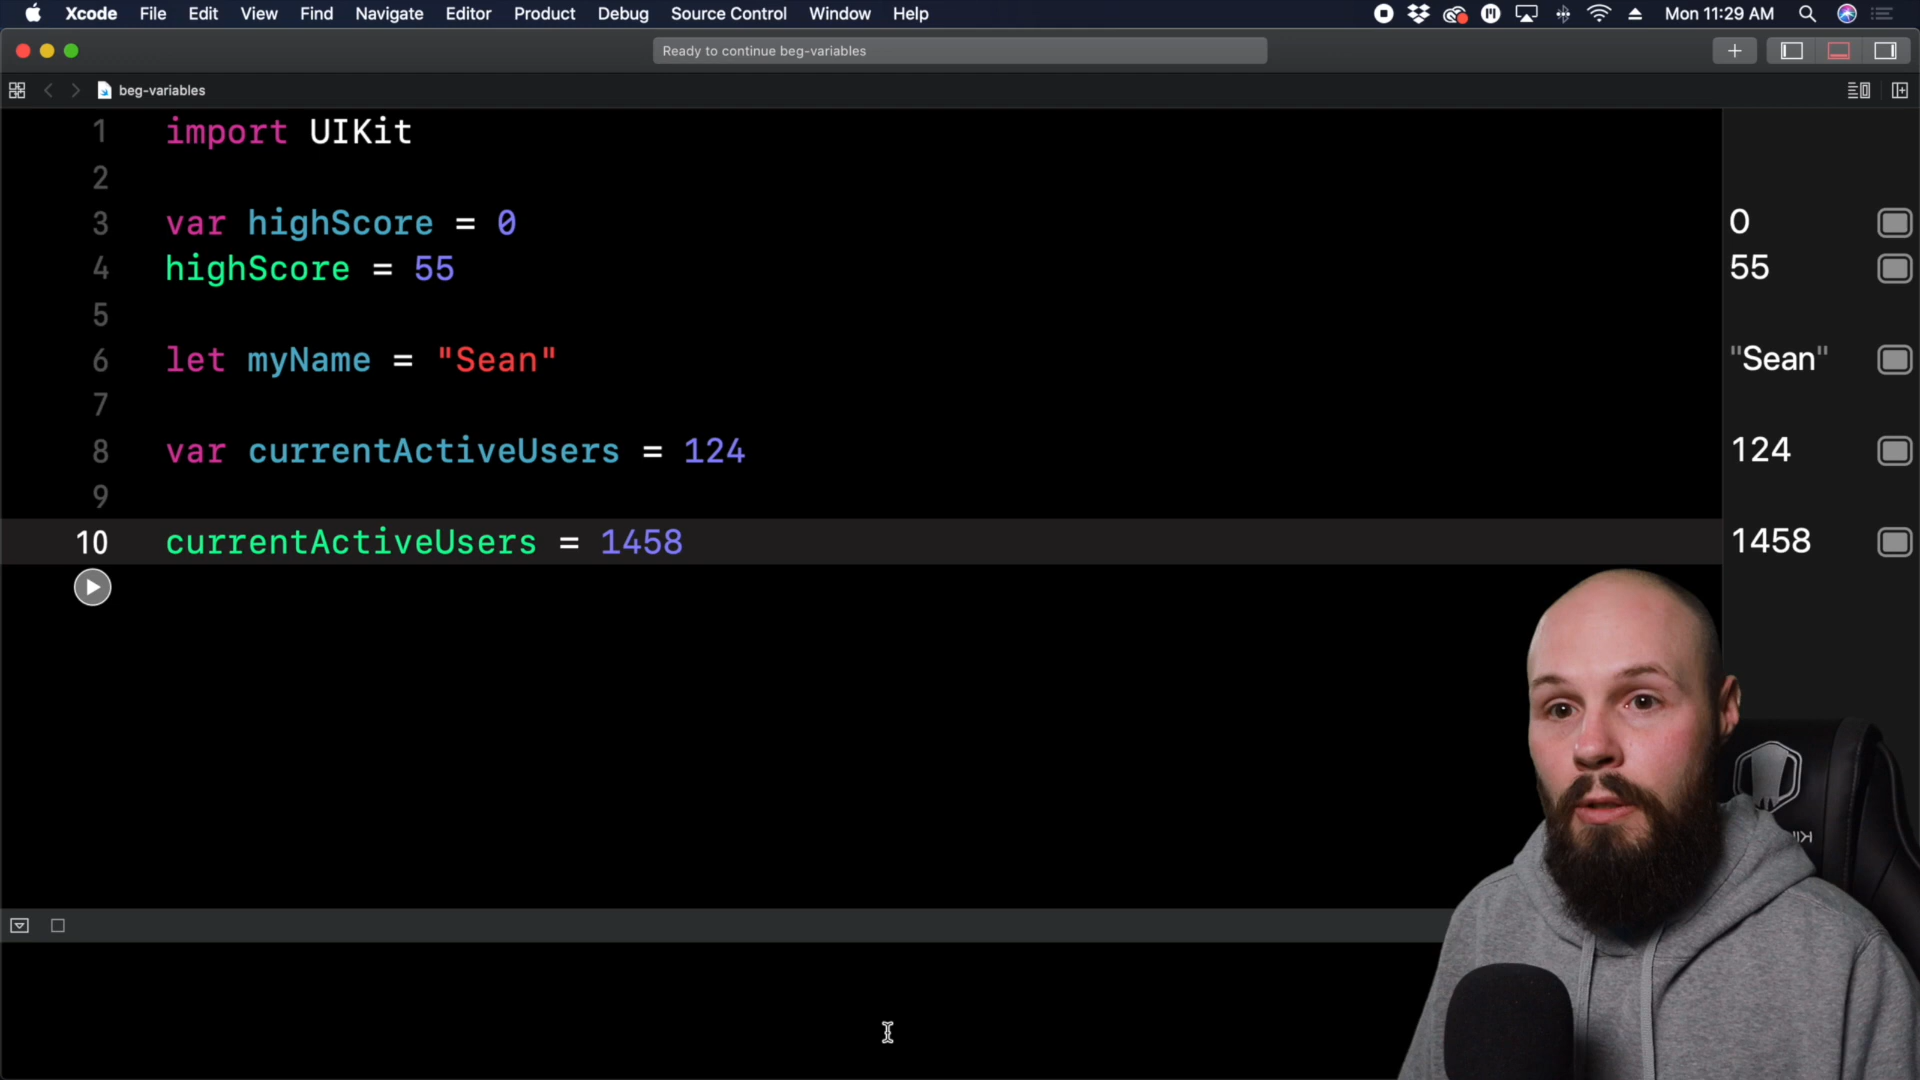 Xcode File Edit View Find Navigate Editor Product Debug Source Control Window Help Mon 11:29 AM
Ready to continue beg-variables
beg-variables
1 import UIKit
2
3 var highScore = 0 0
4 highScore = 55 55
5
6 let myName = "Sean" "Sean"
7
8 var currentActiveUsers = 124 124
9
10 currentActiveUsers = 1458 1458